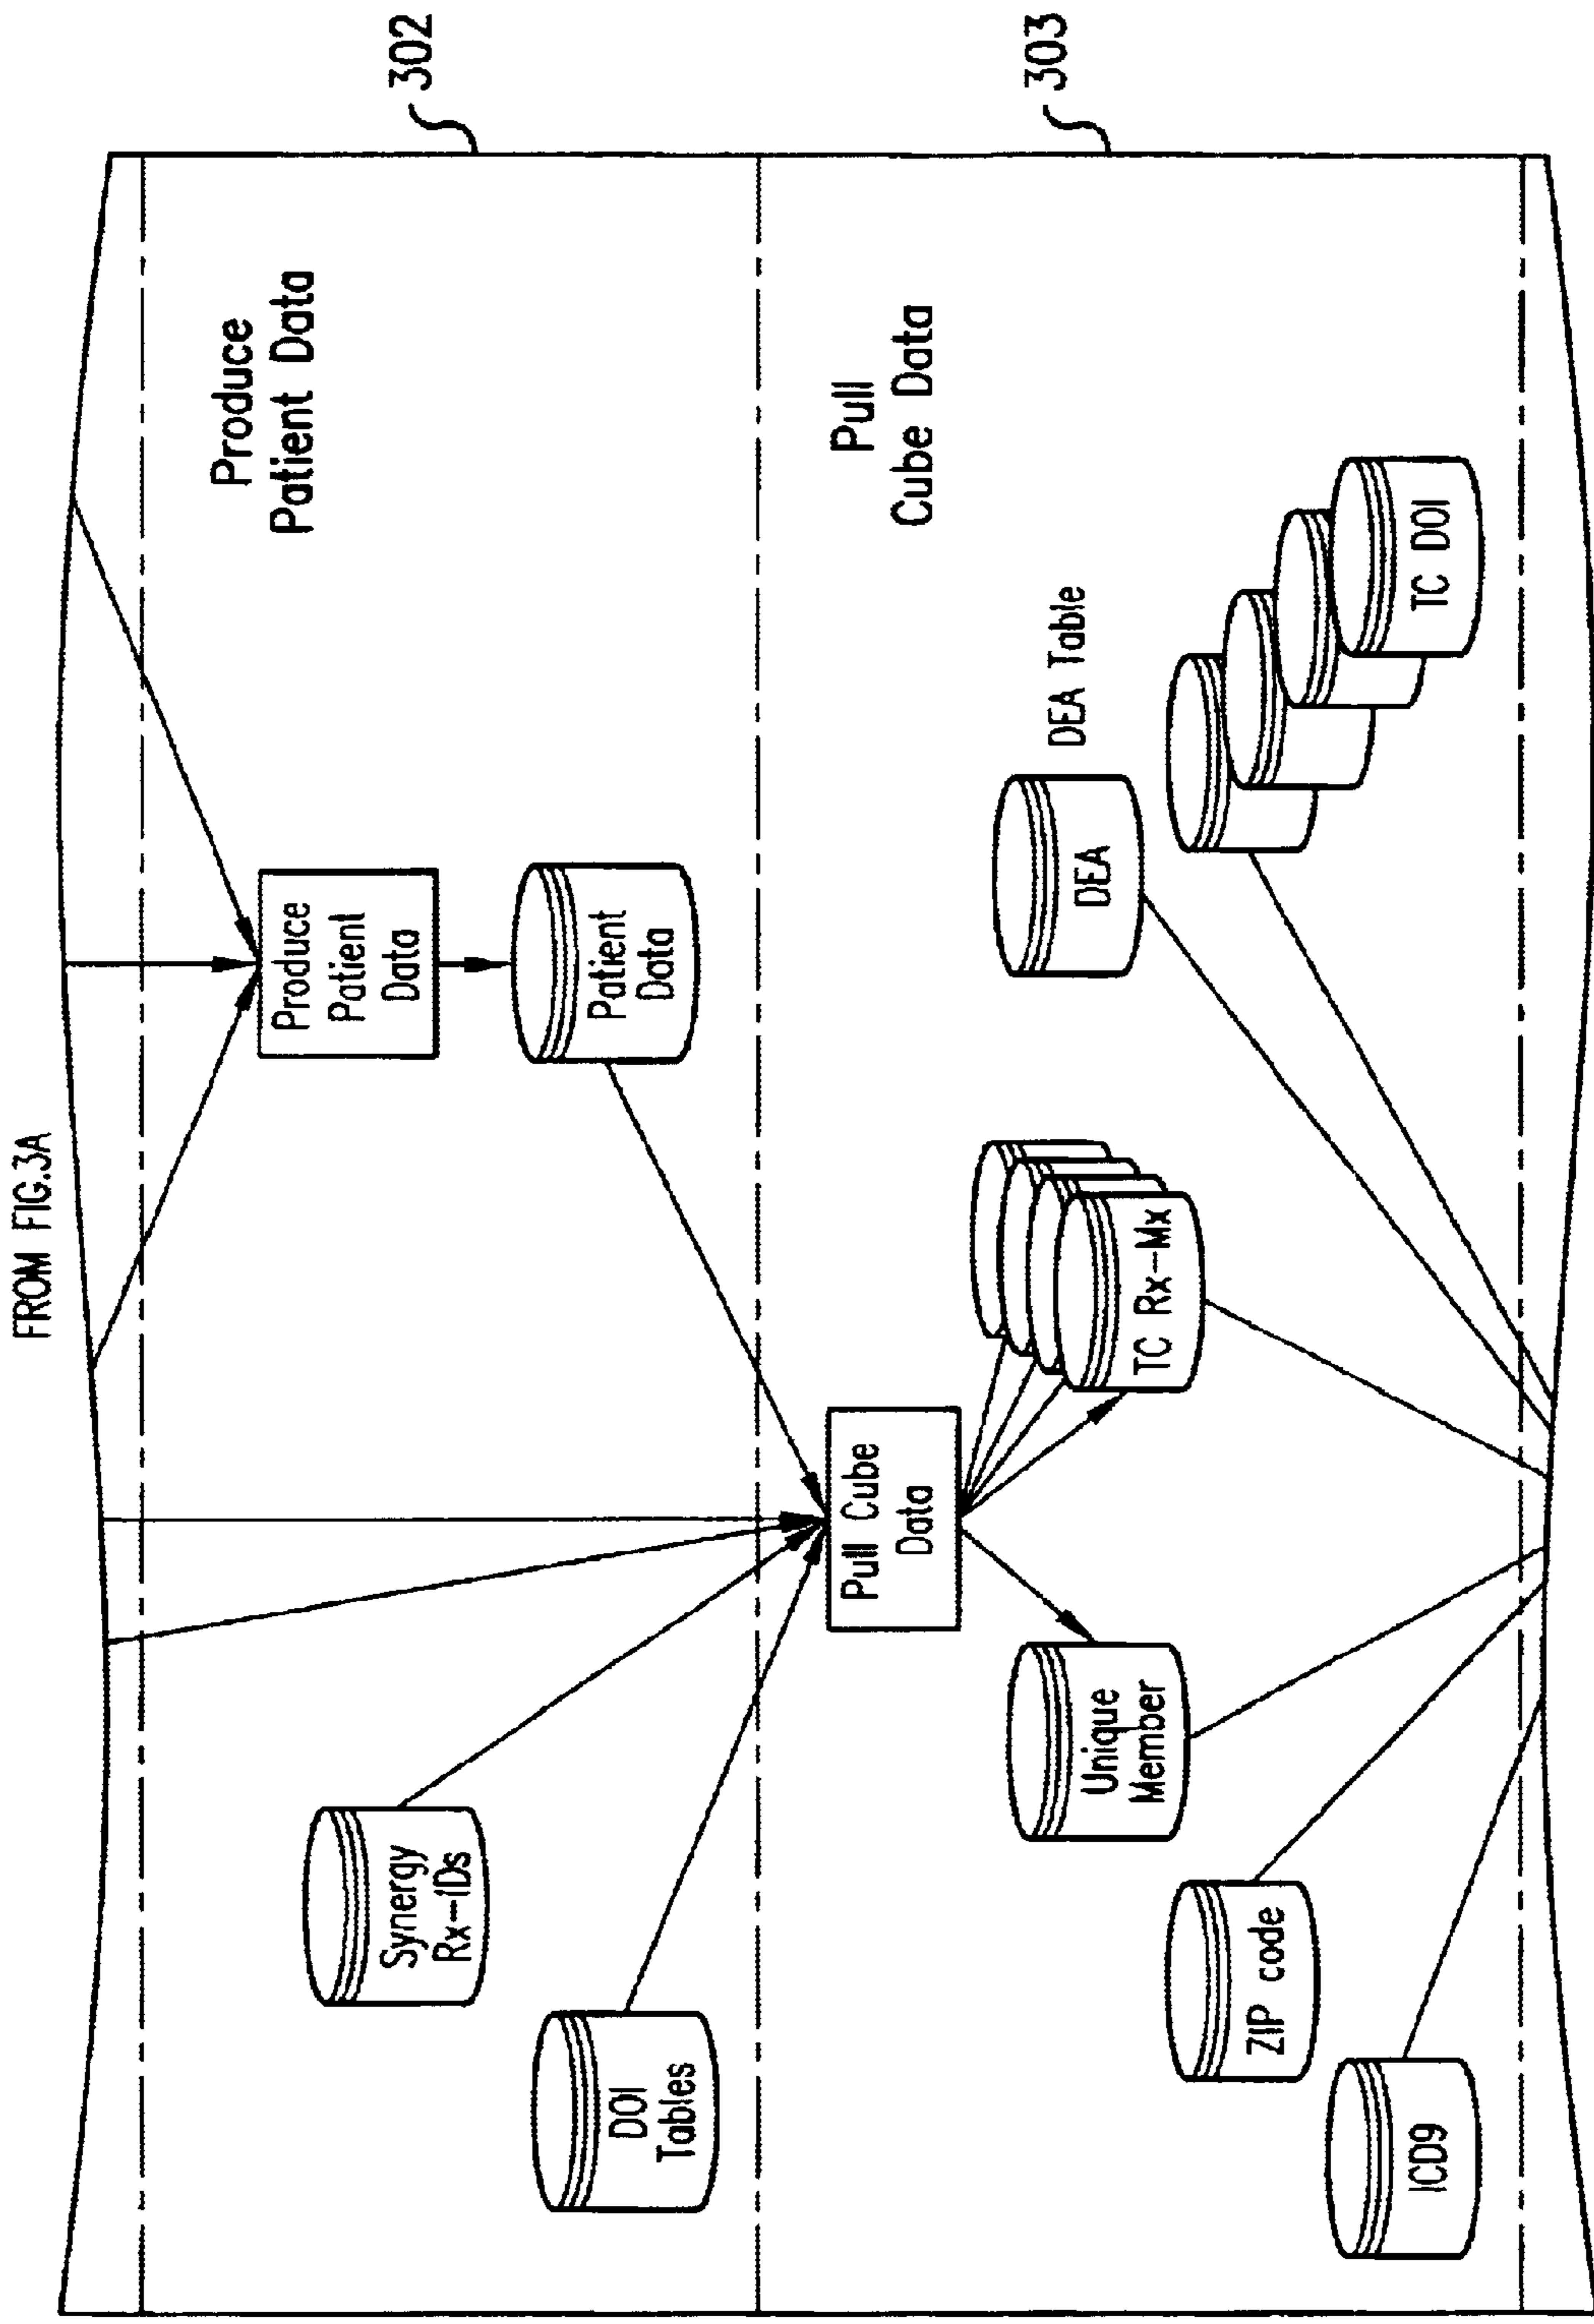 FROM FIG.3A
302
Produce
Patient Data
Produce
Patient
Data
Patient
Data
Synergy
Rx-IDs
DOI
Tables
303
Pull
Cube Data
Pull Cube
Data
DEA Table
DEA
TC Rx-Mx
TC DOI
Unique
Member
ZIP code
ICD9